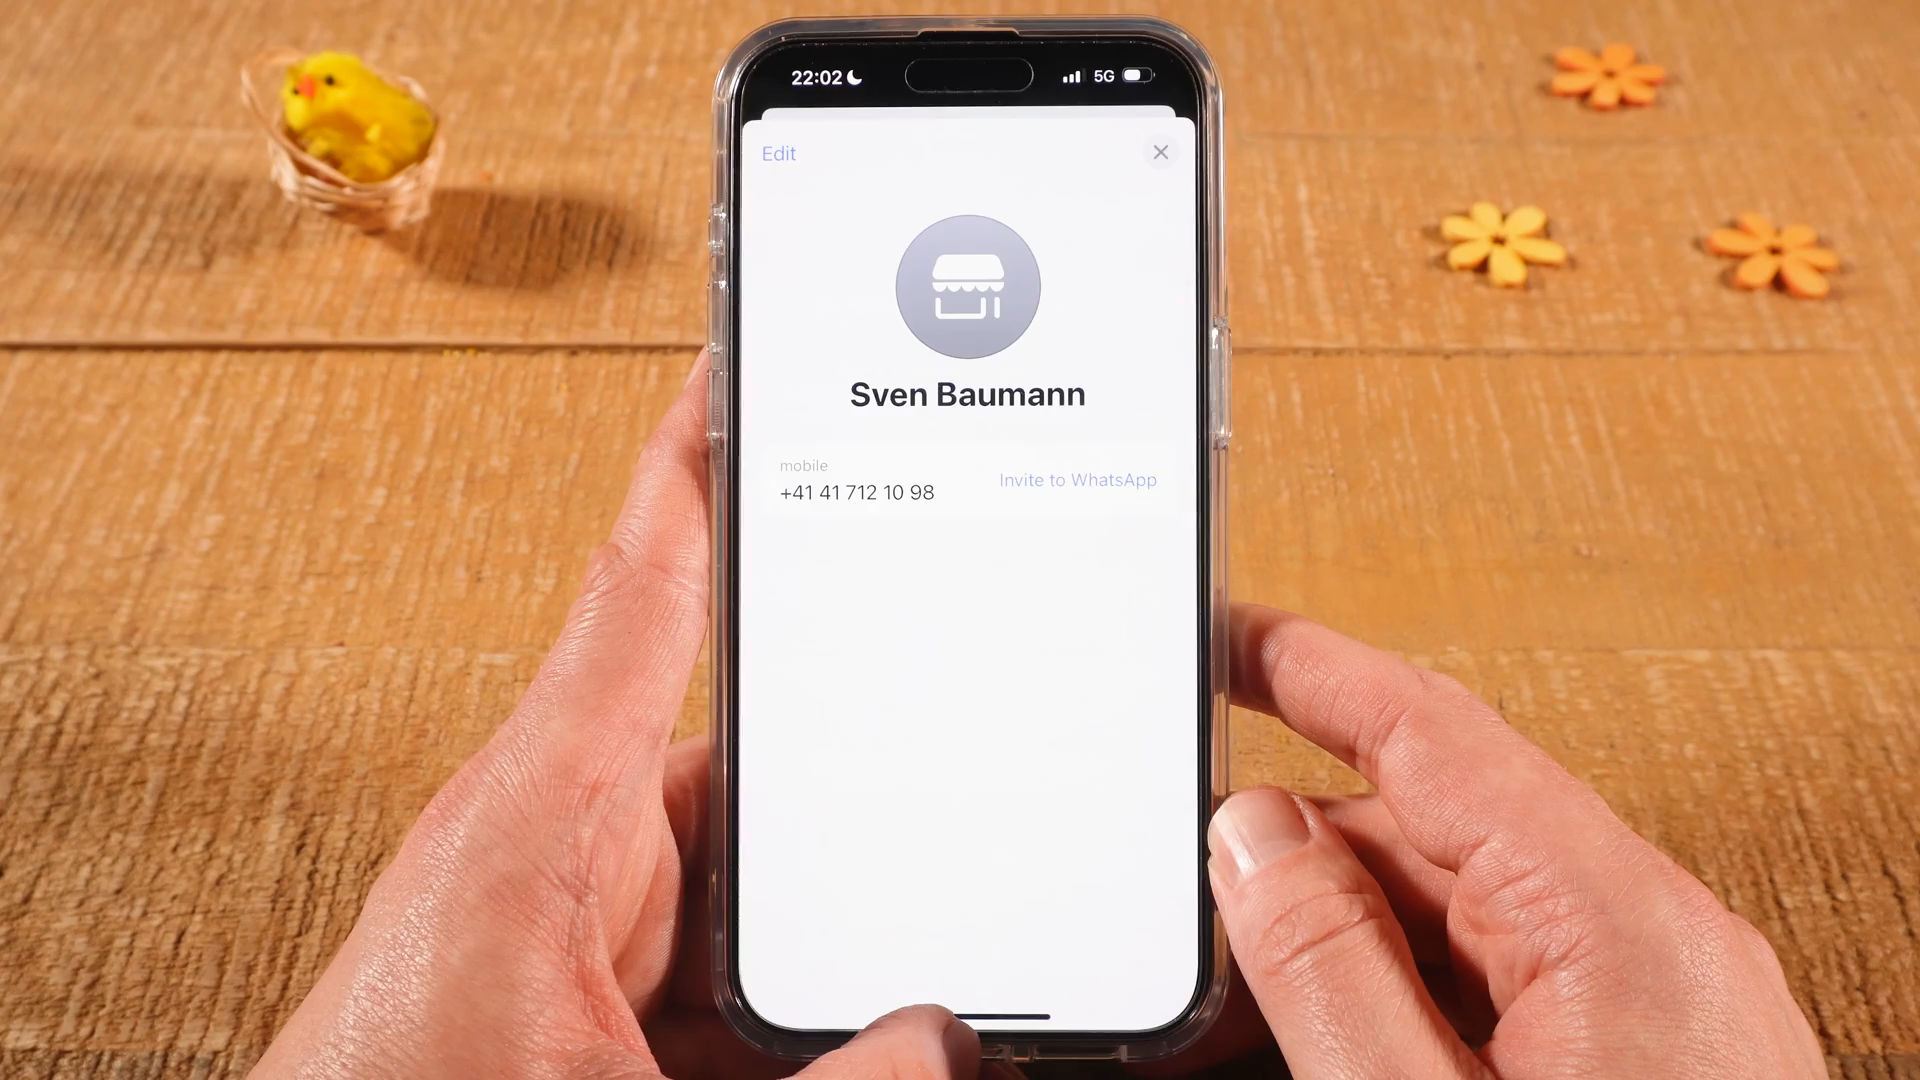 22:02
5G
Edit
Sven Baumann
mobile
+41 41 712 10 98
Invite to WhatsApp